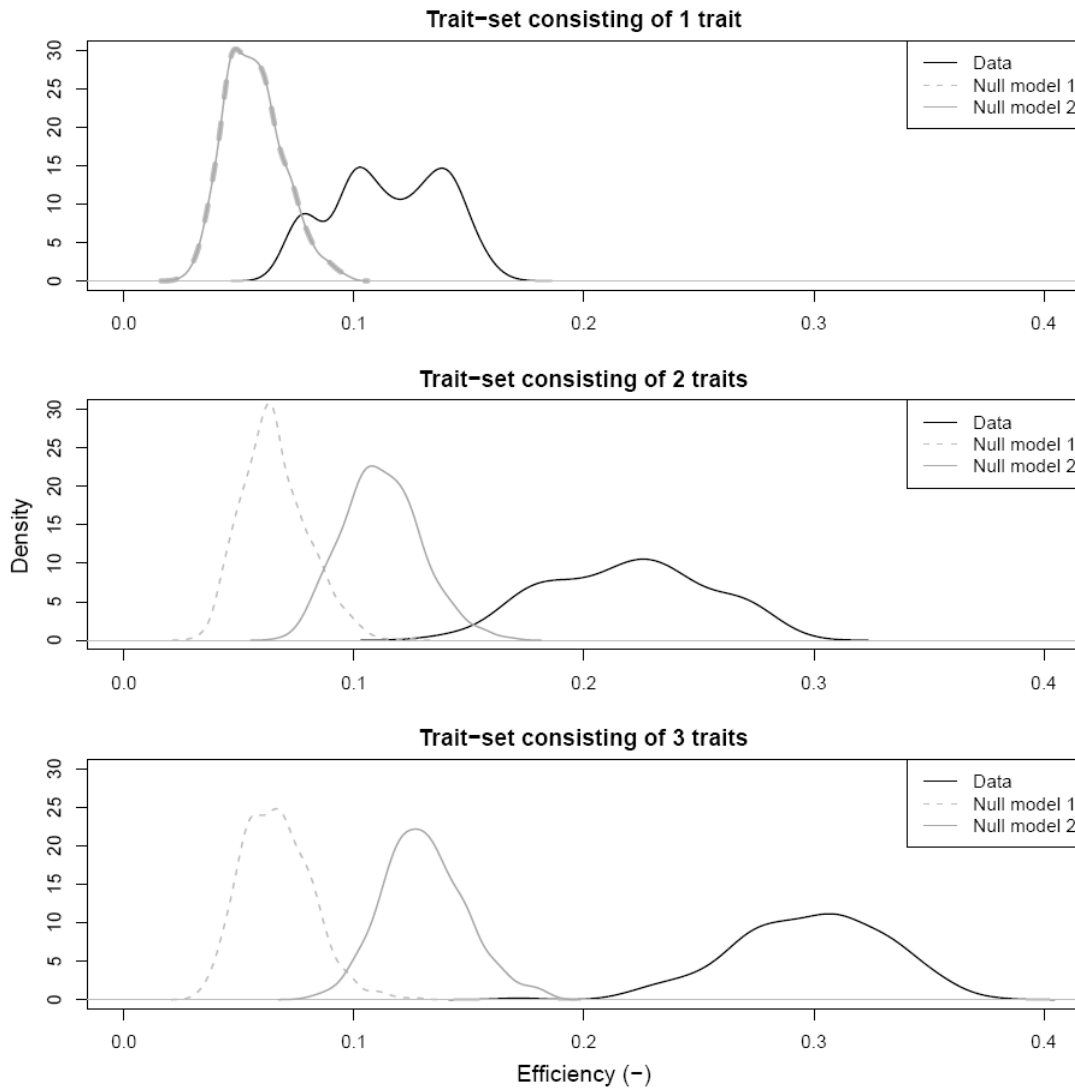 Trait−set consisting of 1 trait
30
25
20
15
10
5
0
Data
Null model 1
Null model 2
0.0 0.1 0.2 0.3 0.4
Trait−set consisting of 2 traits
Density
30
25
20
15
10
5
0
Data
Null model 1
Null model 2
0.0 0.1 0.2 0.3 0.4
Trait−set consisting of 3 traits
30
25
20
15
10
5
0
Data
Null model 1
Null model 2
0.0 0.1 0.2 0.3 0.4
Efficiency (−)